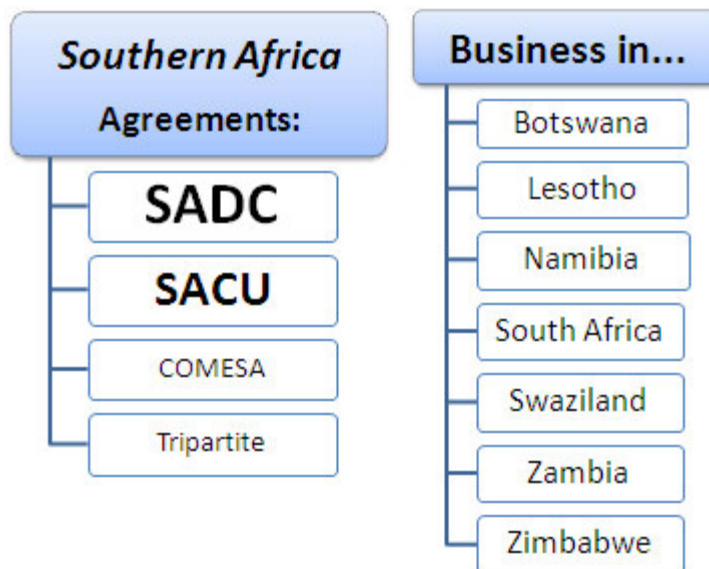 Southern Africa
Agreements:
SADC
SACU
COMESA
Tripartite
Business in...
Botswana
Lesotho
Namibia
South Africa
Swaziland
Zambia
Zimbabwe